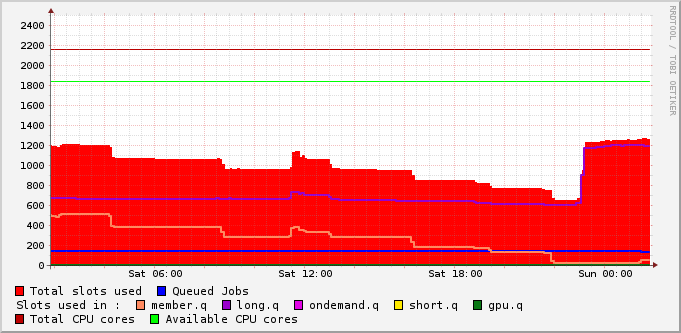 RRDTOOL / TOBI OETIKER
2400
2200
2000
1800
1600
1400
1200
1000
800
600
400
200
0
Sat 06:00 Sat 12:00 Sat 18:00 Sun 00:00
Total slots used Queued Jobs
Slots used in : member.q long.q ondemand.q short.q gpu.q
Total CPU cores Available CPU cores